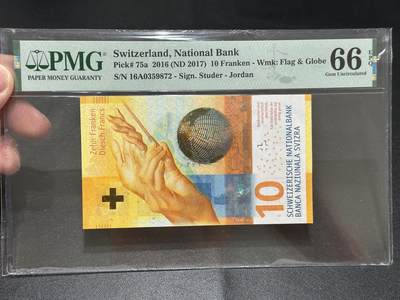 PMG
PAPER MONEY GUARANTY
Switzerland, National Bank
Pick# 75a 2016 (ND 2017) 10 Franken - Wmk: Flag & Globe
S/N 16A0359872 - Sign. Studer - Jordan
66
Gem Uncirculated
Zehn Franken
Diesch Francs
10
SCHWEIZERISCHE NATIONALBANK
BANCA NAZIUNALA SVIZRA